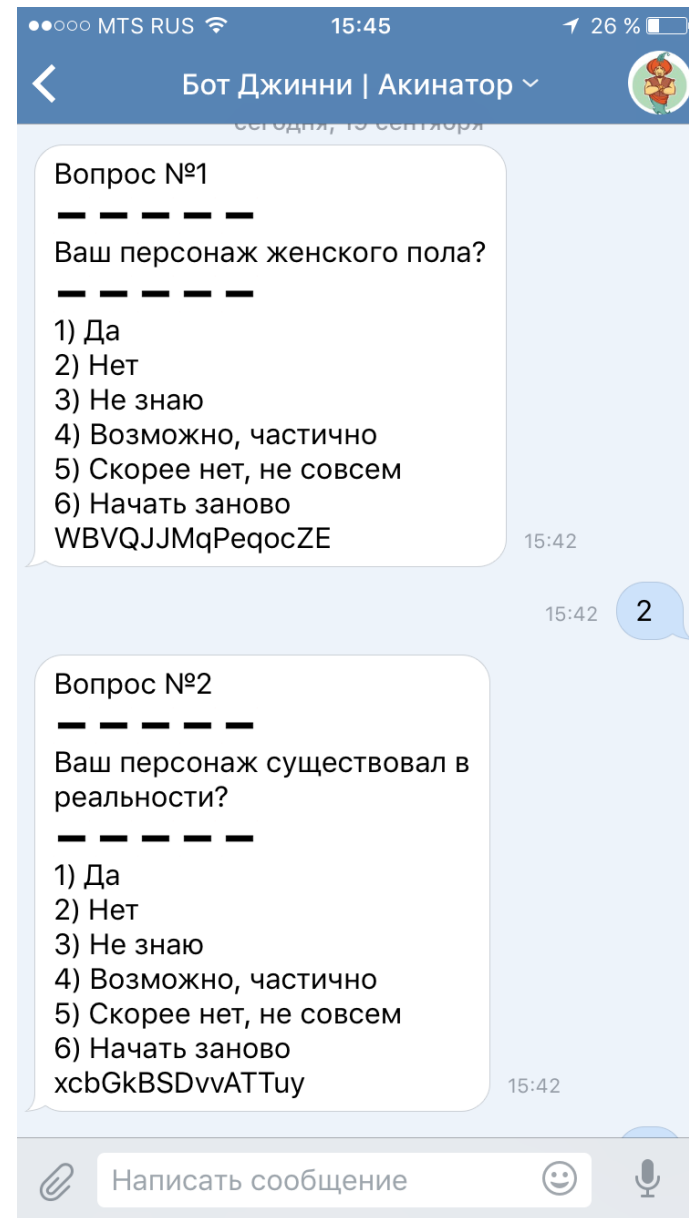 MTS RUS 15:45 26 %
Бот Джинни | Акинатор
сегодня, 15 сентября
Вопрос №1
— — — — —
Ваш персонаж женского пола?
— — — — —
1) Да
2) Нет
3) Не знаю
4) Возможно, частично
5) Скорее нет, не совсем
6) Начать заново
WBVQJJMqPeqocZE
15:42
15:42 2
Вопрос №2
— — — — —
Ваш персонаж существовал в
реальности?
— — — — —
1) Да
2) Нет
3) Не знаю
4) Возможно, частично
5) Скорее нет, не совсем
6) Начать заново
xcbGkBSDvvATTuy
15:42
Написать сообщение